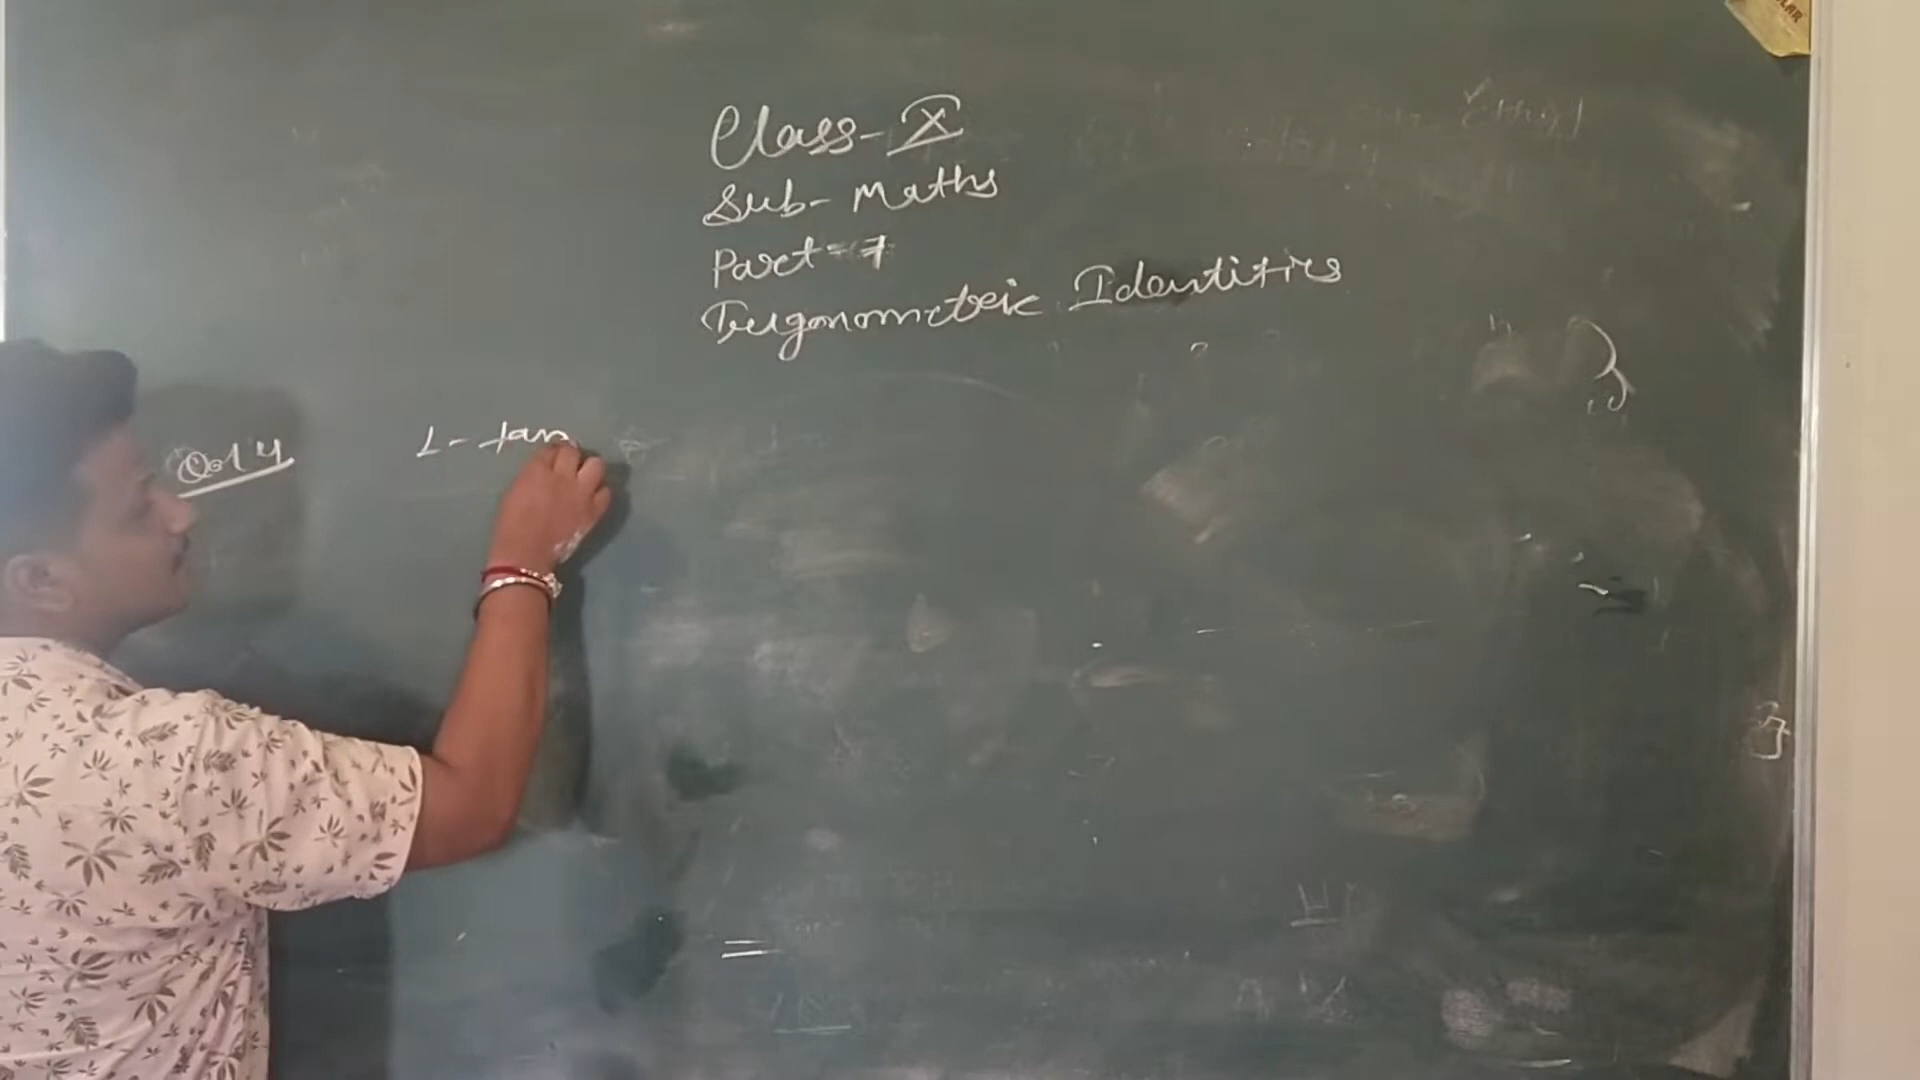 Class-X
Sub- Maths
Part-7
Trigonometric Identities
Q.14 1-tan